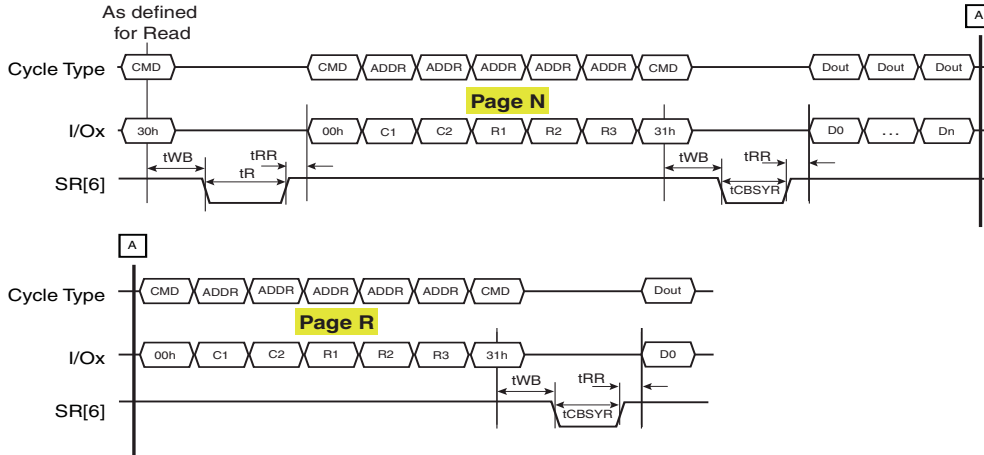 As defined
for Read
A
Cycle Type CMD CMD ADDR ADDR ADDR ADDR ADDR CMD Dout Dout Dout
Page N
I/Ox 30h 00h C1 C2 R1 R2 R3 31h D0 ... Dn
tWB tRR tWB tRR
SR[6] tR tCBSYR
A
Cycle Type CMD ADDR ADDR ADDR ADDR ADDR CMD Dout
Page R
I/Ox 00h C1 C2 R1 R2 R3 31h D0
tWB tRR
SR[6] tCBSYR